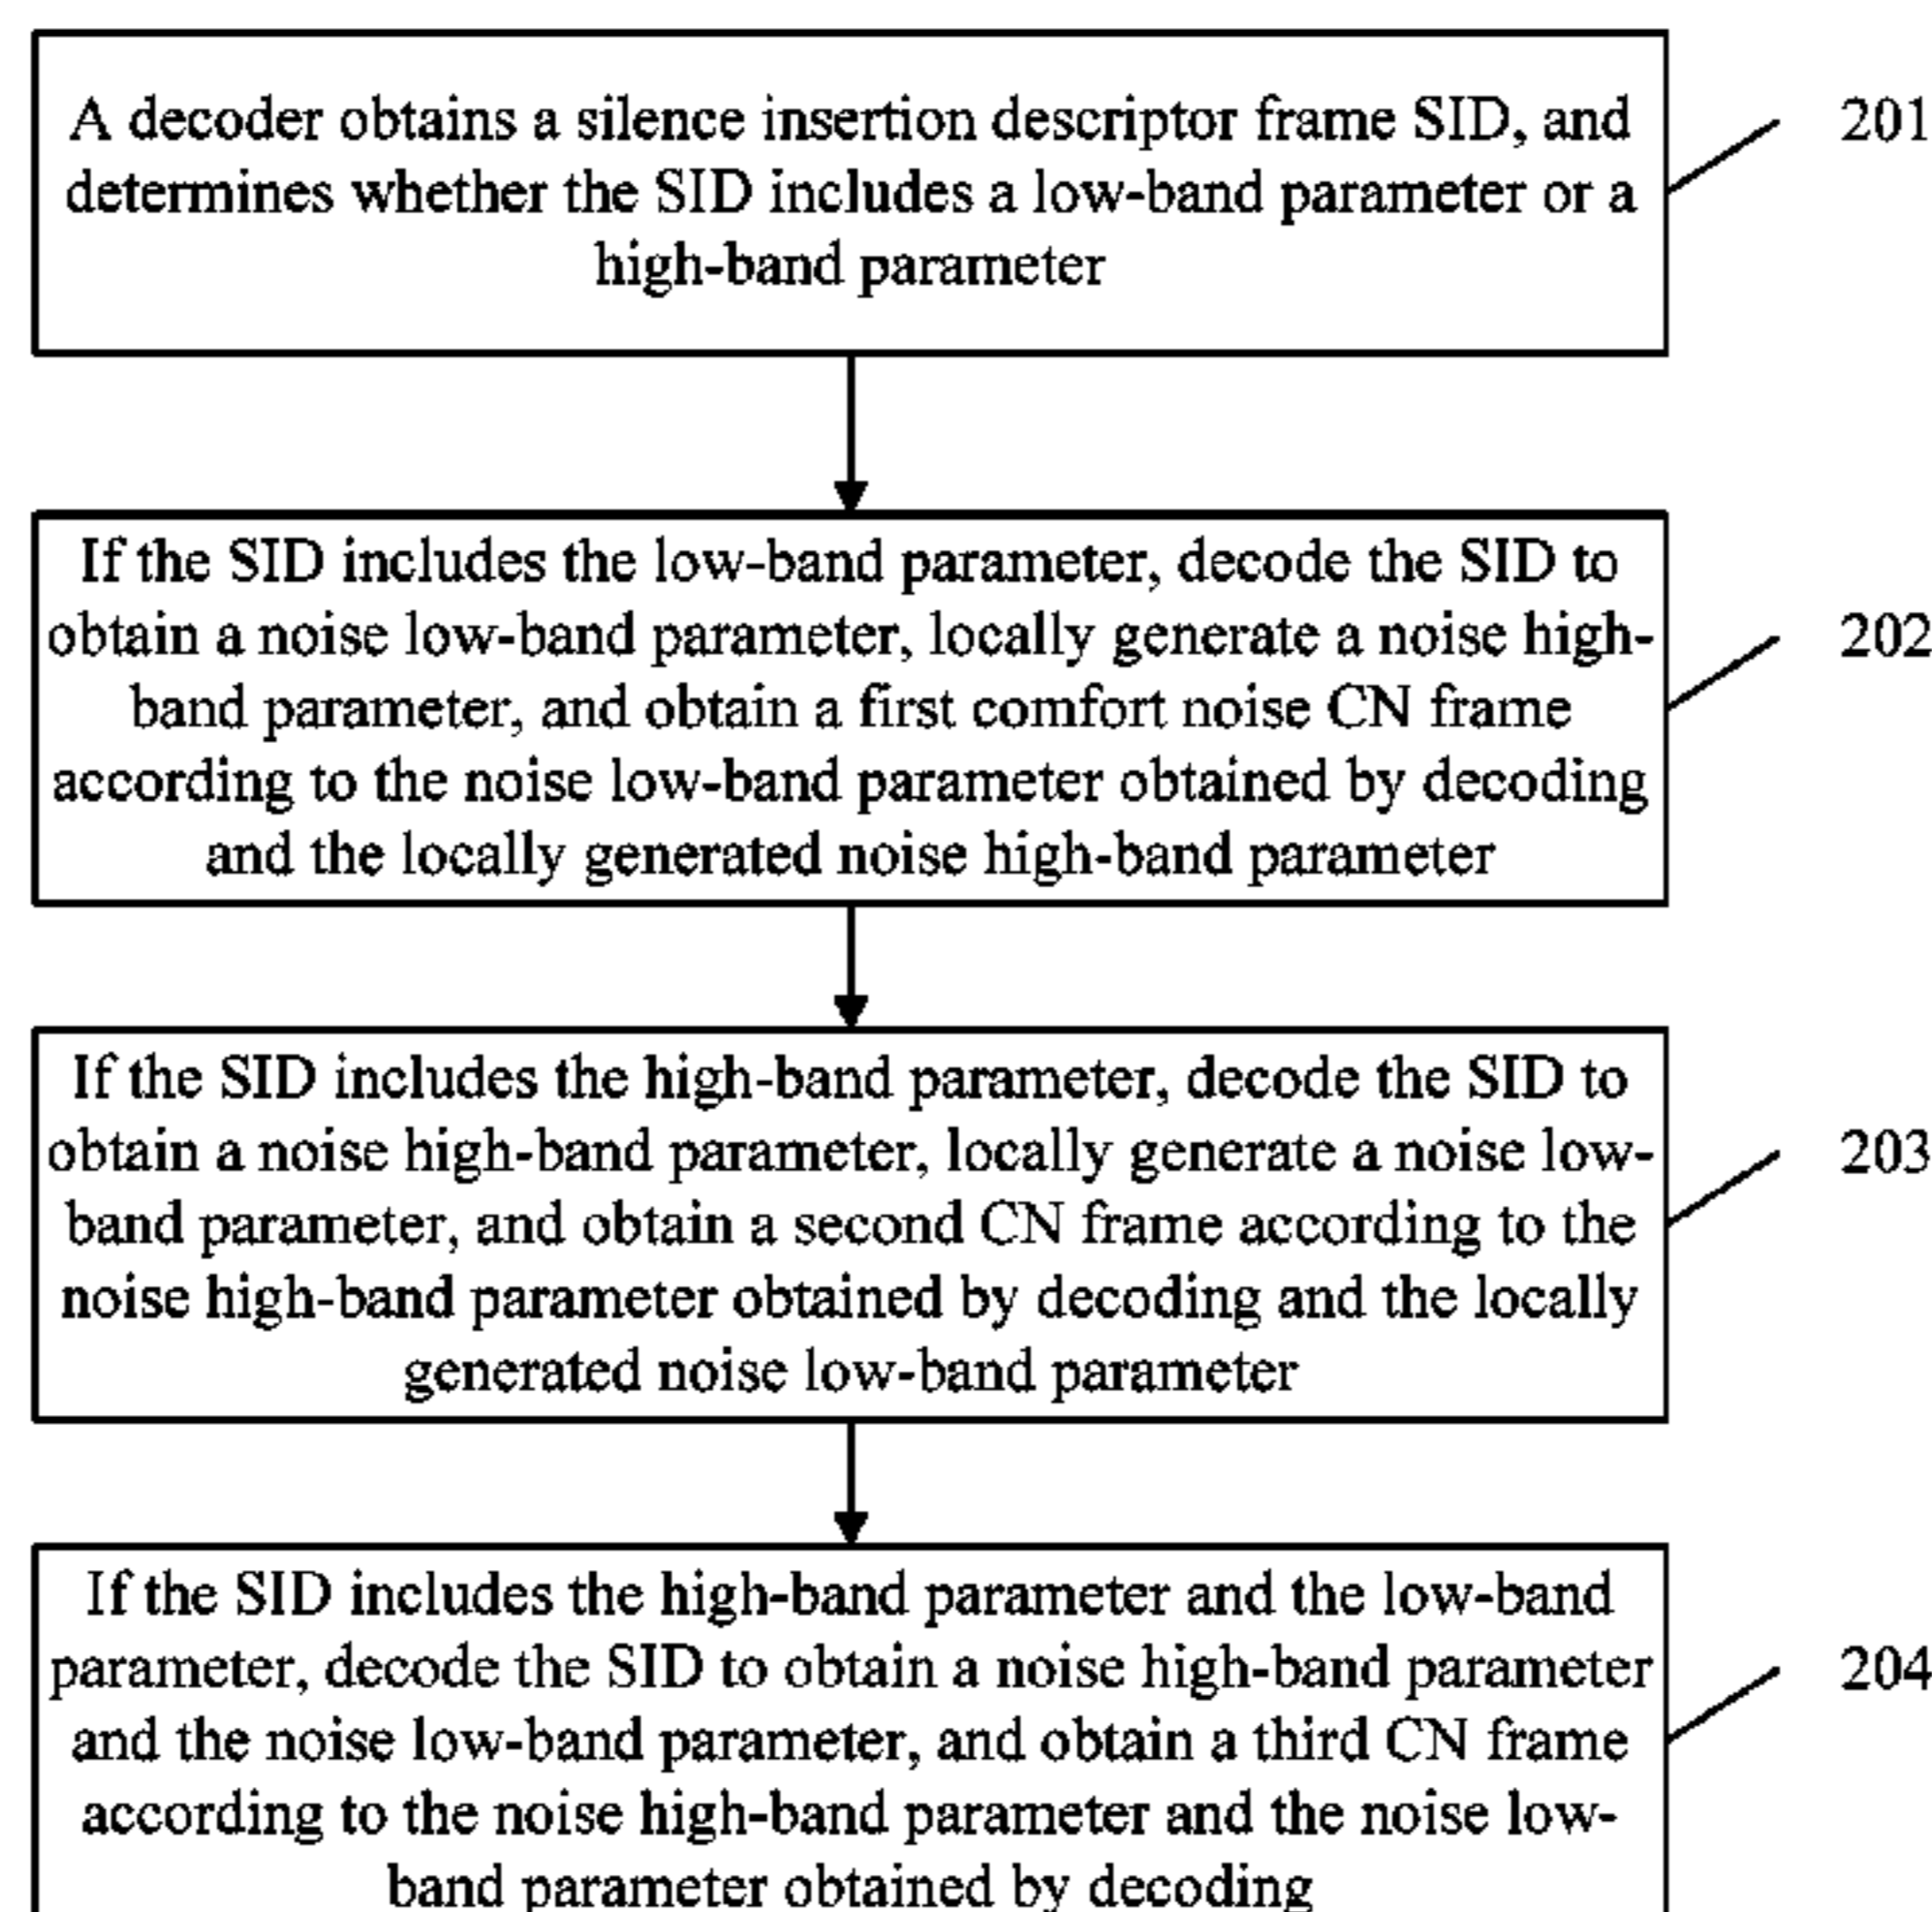 A decoder obtains a silence insertion descriptor frame SID, and
determines whether the SID includes a low-band parameter or a
high-band parameter
201
If the SID includes the low-band parameter, decode the SID to
obtain a noise low-band parameter, locally generate a noise high-
band parameter, and obtain a first comfort noise CN frame
according to the noise low-band parameter obtained by decoding
and the locally generated noise high-band parameter
202
If the SID includes the high-band parameter, decode the SID to
obtain a noise high-band parameter, locally generate a noise low-
band parameter, and obtain a second CN frame according to the
noise high-band parameter obtained by decoding and the locally
generated noise low-band parameter
203
If the SID includes the high-band parameter and the low-band
parameter, decode the SID to obtain a noise high-band parameter
and the noise low-band parameter, and obtain a third CN frame
according to the noise high-band parameter and the noise low-
band parameter obtained by decoding
204